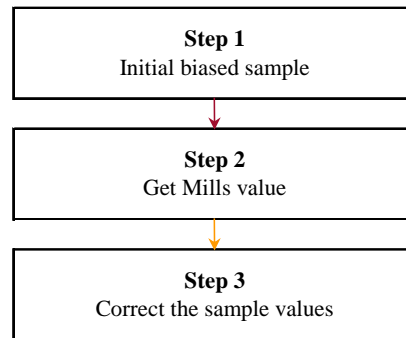 Step 1
Initial biased sample
Step 2
Get Mills value
Step 3
Correct the sample values